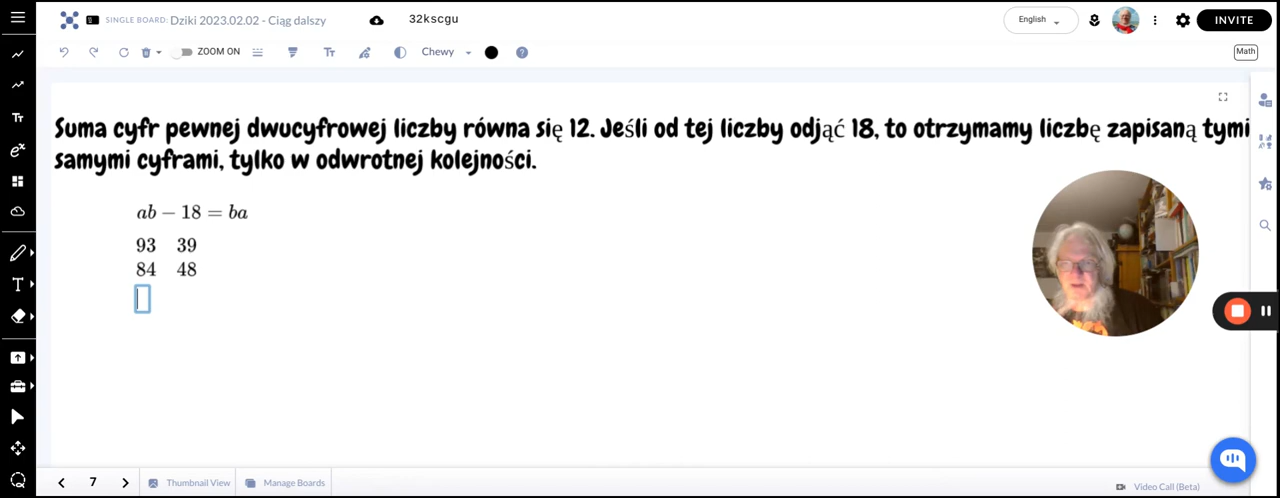 SINGLE BOARD: Dziki 2023.02.02 - Ciąg dalszy
32kscgu
English
INVITE
ZOOM ON
Tт
Chewy
Math
Suma cyfr pewnej dwucyfrowej liczby równa się 12. Jeśli od tej liczby odjąć 18, to otrzymamy liczbę zapisaną tymi
samymi cyframi, tylko w odwrotnej kolejności.
ab − 18 = ba
93 39
84 48
7
Thumbnail View
Manage Boards
Video Call (Beta)